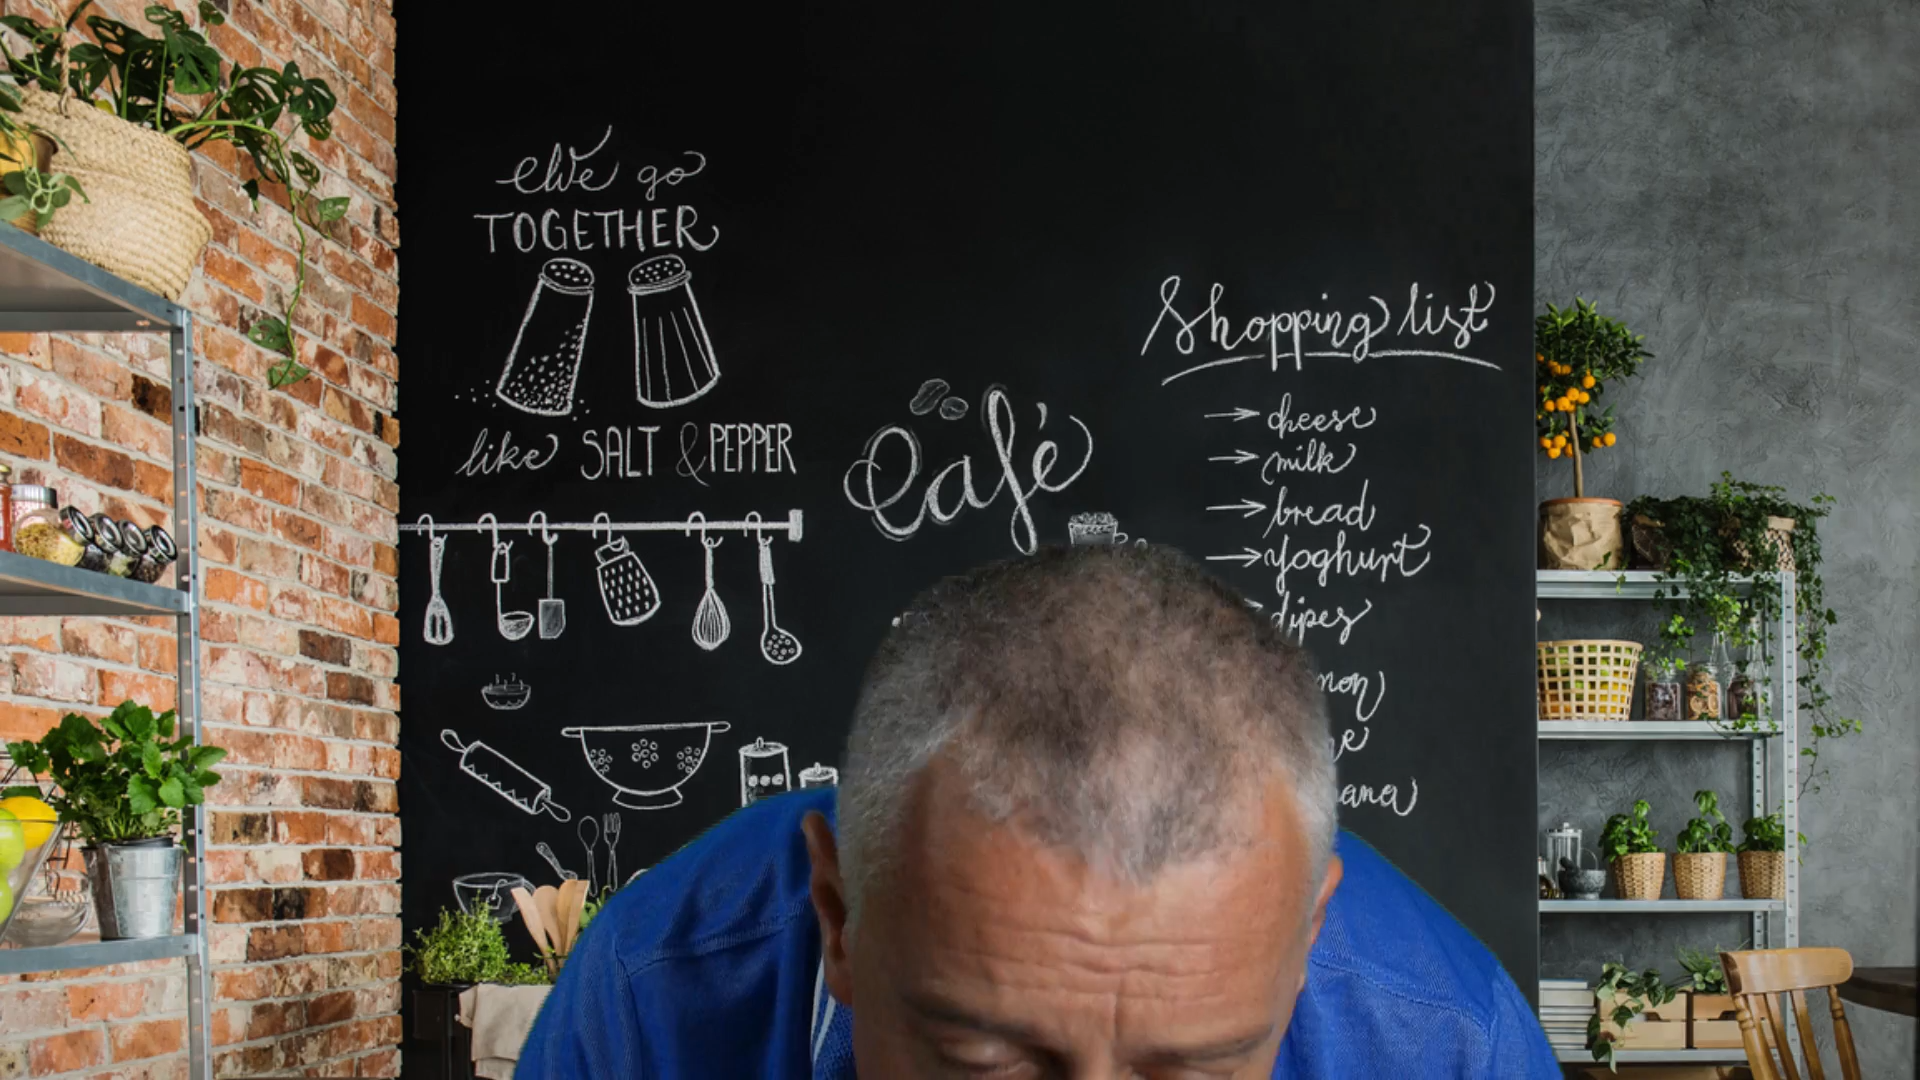 We go
TOGETHER
like SALT & PEPPER
Café
Shopping list
cheese
milk
bread
yoghurt
dipes